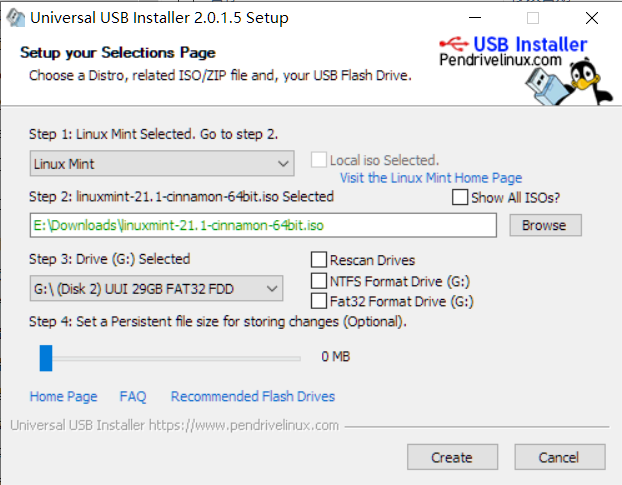 Universal USB Installer 2.0.1.5 Setup
Setup your Selections Page
Choose a Distro, related ISO/ZIP file and, your USB Flash Drive.
USB Installer
Pendrivelinux.com
Step 1: Linux Mint Selected. Go to step 2.
Linux Mint
Local iso Selected.
Visit the Linux Mint Home Page
Step 2: linuxmint-21.1-cinnamon-64bit.iso Selected
Show All ISOs?
E:\Downloads\linuxmint-21.1-cinnamon-64bit.iso
Browse
Step 3: Drive (G:) Selected
Rescan Drives
G:\ (Disk 2) UUI 29GB FAT32 FDD
NTFS Format Drive (G:)
Fat32 Format Drive (G:)
Step 4: Set a Persistent file size for storing changes (Optional).
0 MB
Home Page FAQ Recommended Flash Drives
Universal USB Installer https://www.pendrivelinux.com
Create Cancel